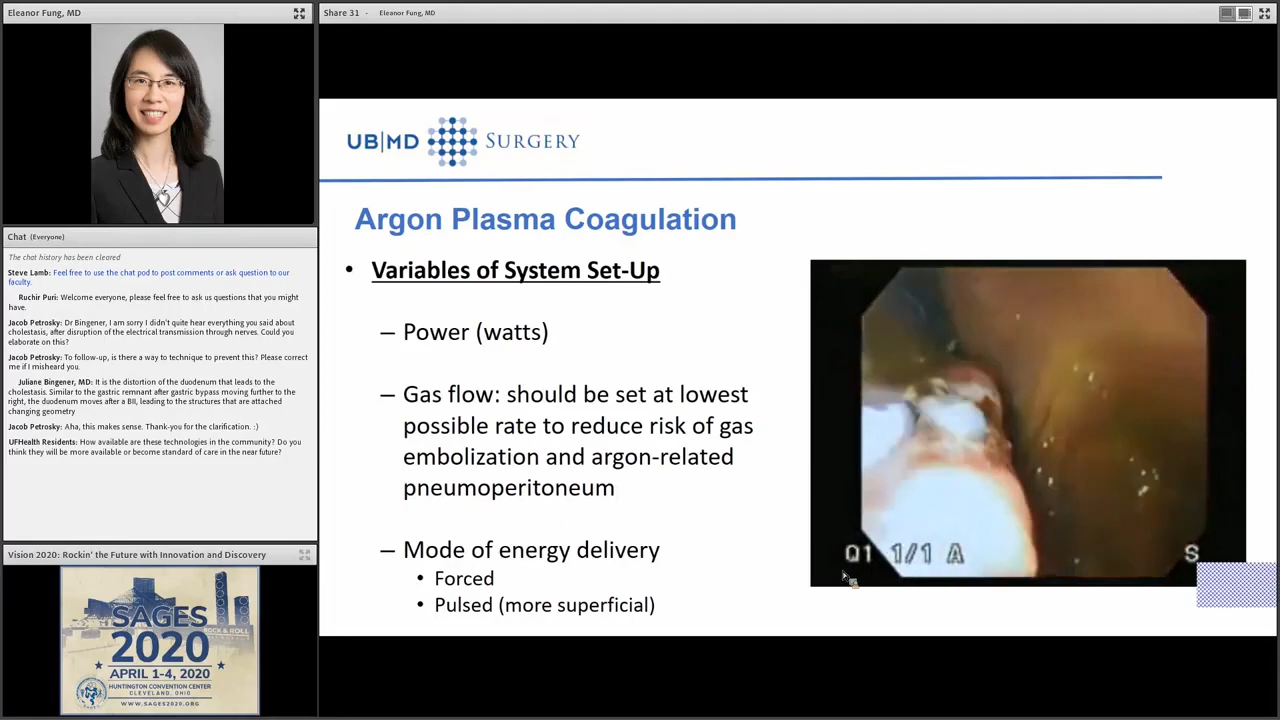 Eleanor Fung, MD
Share 31 - Eleanor Fung, MD
Chat (Everyone)
The chat history has been cleared
Steve Lamb: Feel free to use the chat pod to post comments or ask question to our
faculty.
Ruchir Puri: Welcome everyone, please feel free to ask us questions that you might
have.
Jacob Petrosky: Dr Bingener, I am sorry I didn't quite hear everything you said about
cholestasis, after disruption of the electrical transmission through nerves. Could you
elaborate on this?
Jacob Petrosky: To follow-up, is there a way to technique to prevent this? Please correct
me if I misheard you.
Juliane Bingener, MD: It is the distortion of the duodenum that leads to the
cholestasis. Similar to the gastric remnant after gastric bypass moving further to the
right, the duodenum moves after a BII, leading to the structures that are attached
changing geometry
Jacob Petrosky: Aha, this makes sense. Thank-you for the clarification. :)
UFHealth Residents: How available are these technologies in the community? Do you
think they will be more available or become standard of care in the near future?
Vision 2020: Rockin' the Future with Innovation and Discovery
SAGES
ROCK & ROLL
2020
APRIL 1-4, 2020
HUNTINGTON CONVENTION CENTER
CLEVELAND, OHIO
WWW.SAGES2020.ORG
UB|MD SURGERY
Argon Plasma Coagulation
• Variables of System Set-Up
– Power (watts)
– Gas flow: should be set at lowest
possible rate to reduce risk of gas
embolization and argon-related
pneumoperitoneum
– Mode of energy delivery
• Forced
• Pulsed (more superficial)
Q1 1/1 A S